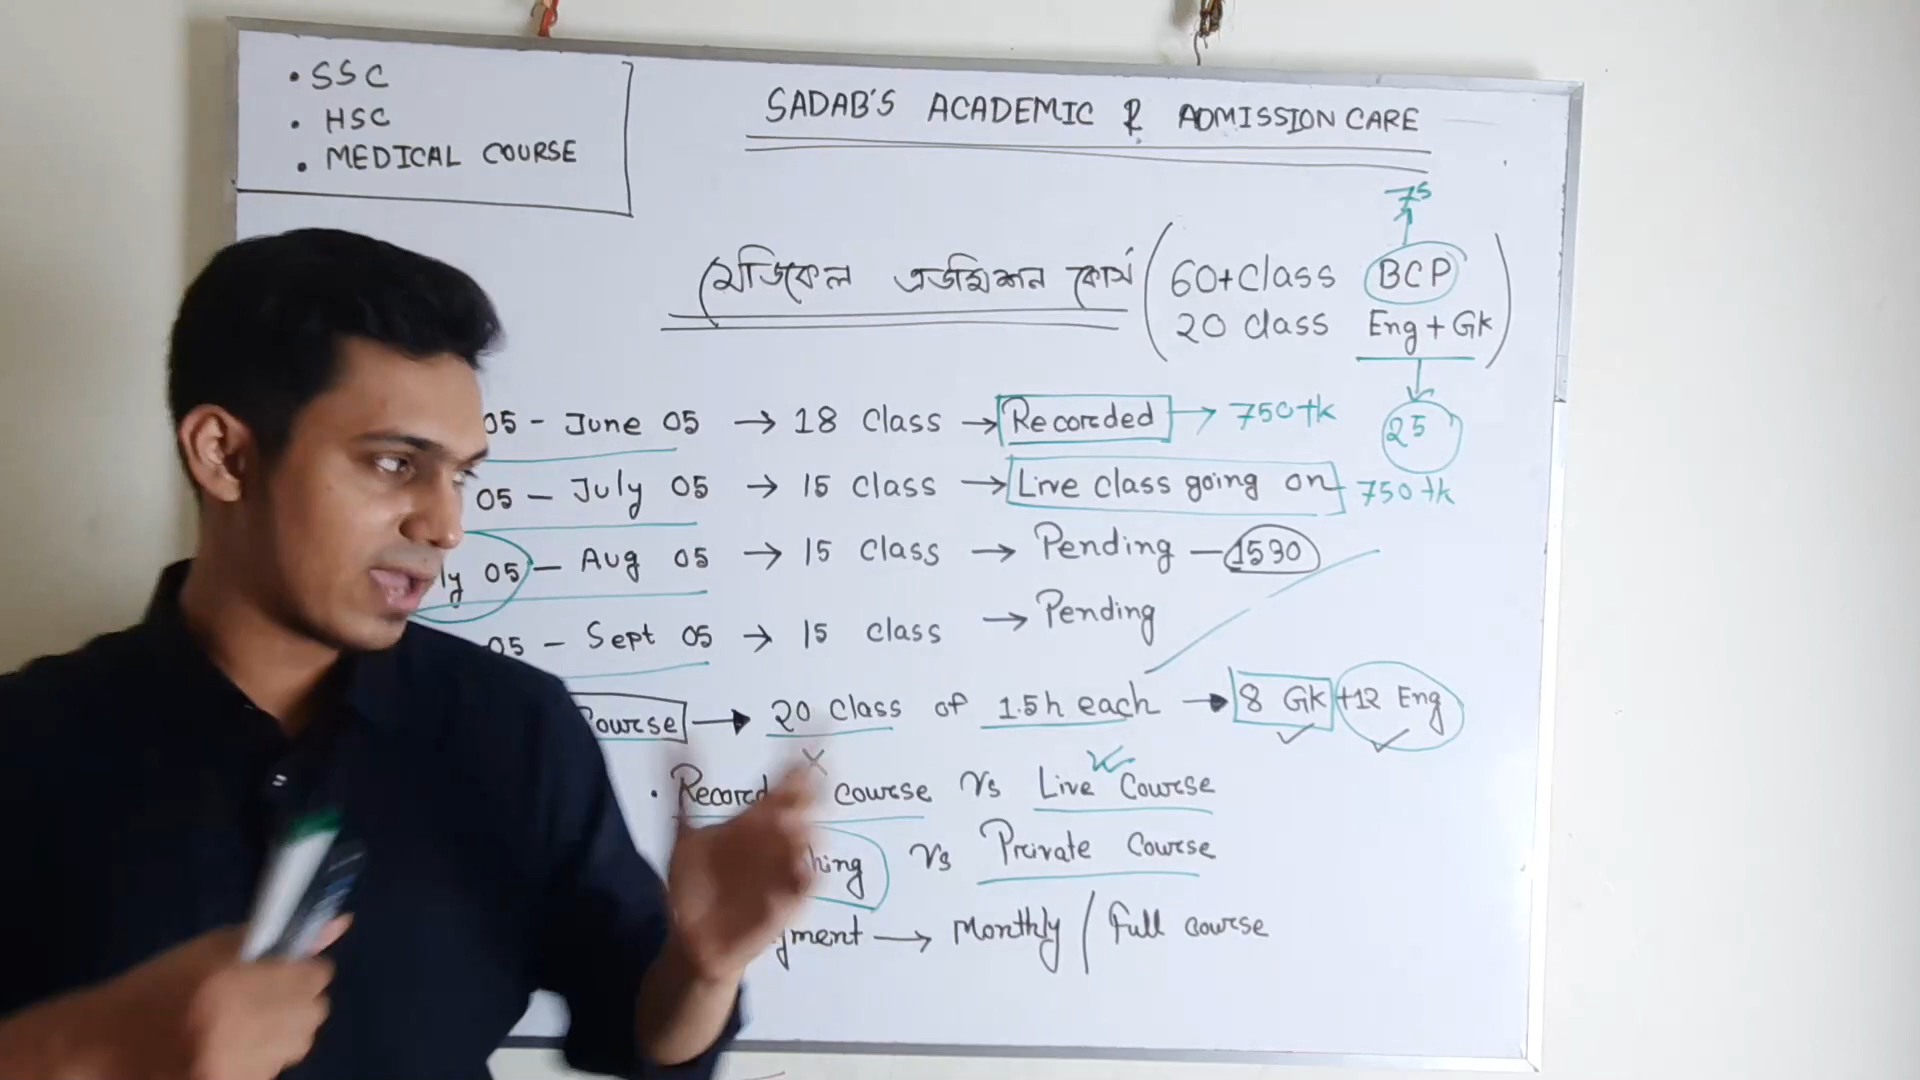 • SSC
• HSC
• MEDICAL COURSE
SADAB'S ACADEMIC & ADMISSION CARE
75
মেডিকেল এডমিশন কোর্স (60+Class BCP
20 class Eng + Gk)
25
05 - June 05 → 18 Class → Recorded → 750 tk
05 - July 05 → 15 Class → Live class going on 750 tk
ly 05 - Aug 05 → 15 Class → Pending - 1530
05 - Sept 05 → 15 Class → Pending
Course → 20 Class of 1.5h each → 8 Gk +12 Eng
• Record course Vs Live Course
hing Vs Private Course
yment → Monthly / Full course